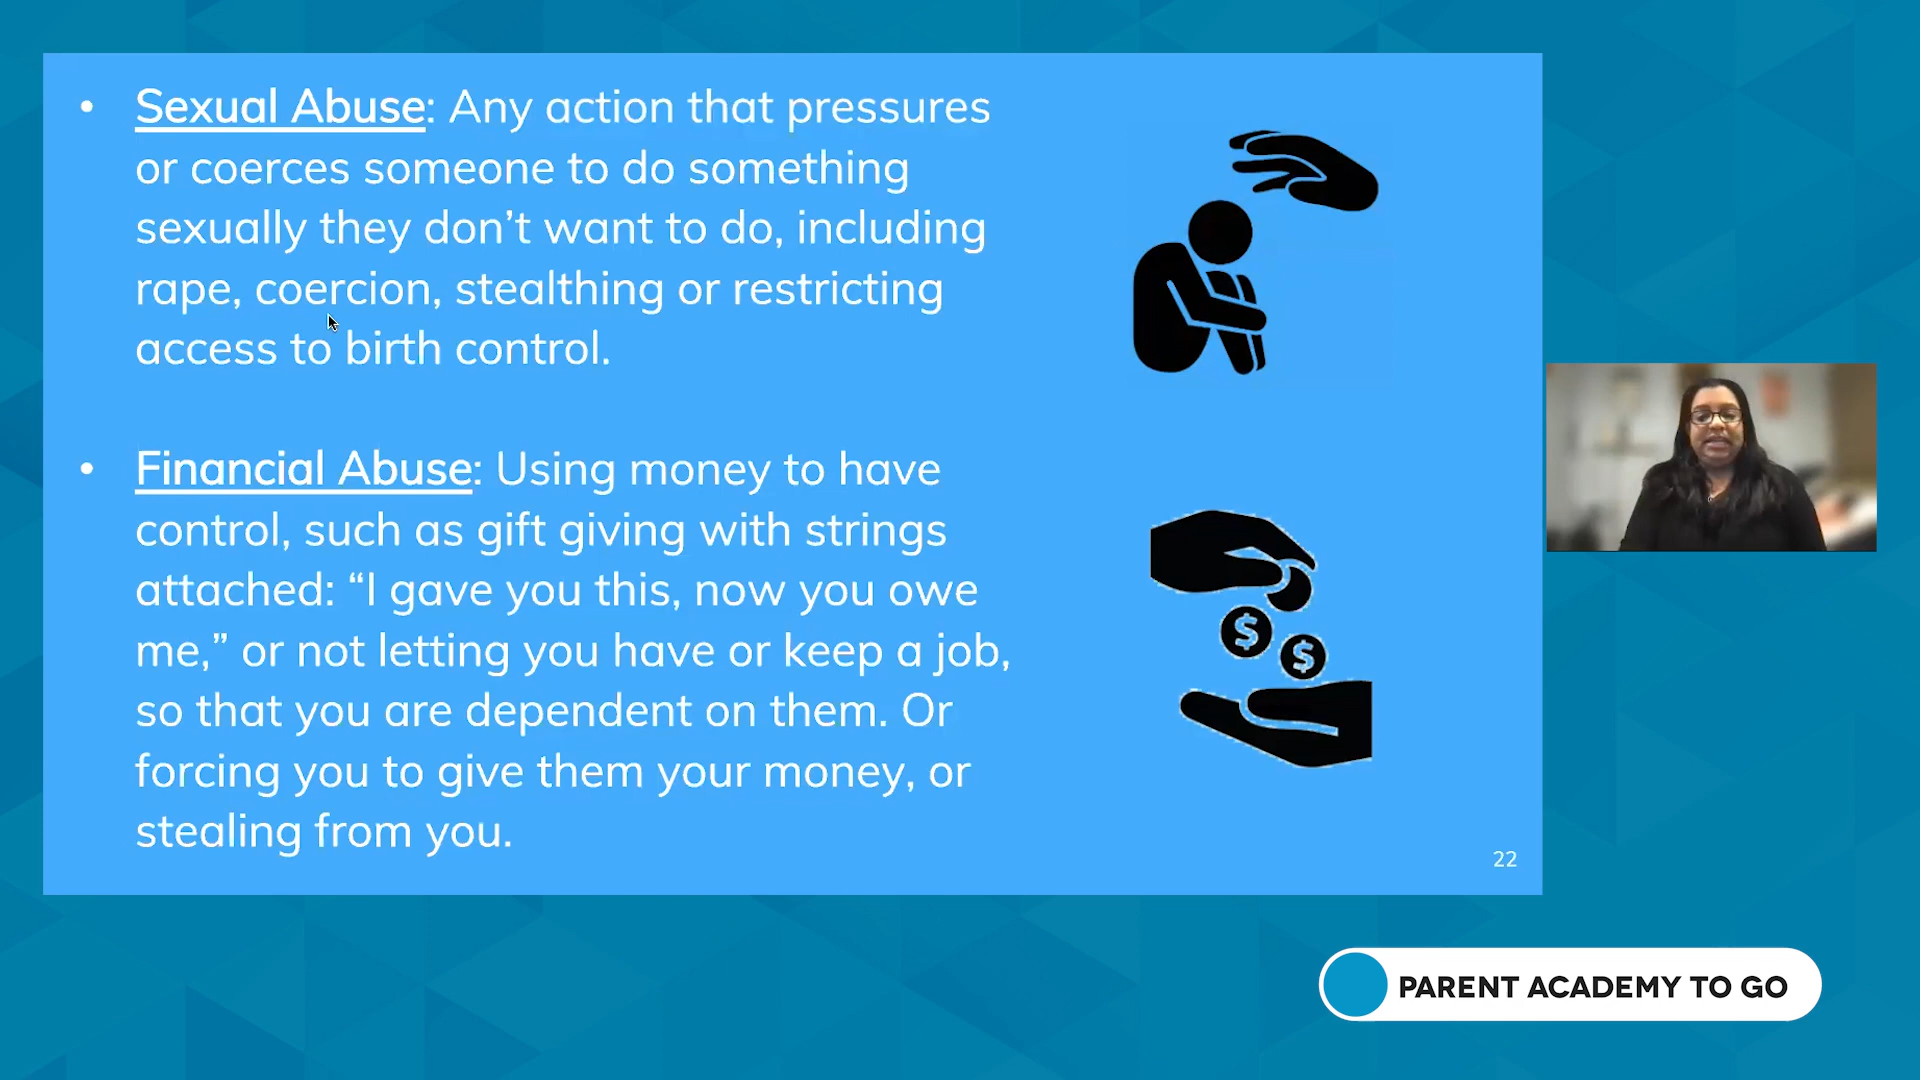 • Sexual Abuse: Any action that pressures
or coerces someone to do something
sexually they don’t want to do, including
rape, coercion, stealthing or restricting
access to birth control.
• Financial Abuse: Using money to have
control, such as gift giving with strings
attached: “I gave you this, now you owe
me,” or not letting you have or keep a job,
so that you are dependent on them. Or
forcing you to give them your money, or
stealing from you.
$ $
22
PARENT ACADEMY TO GO